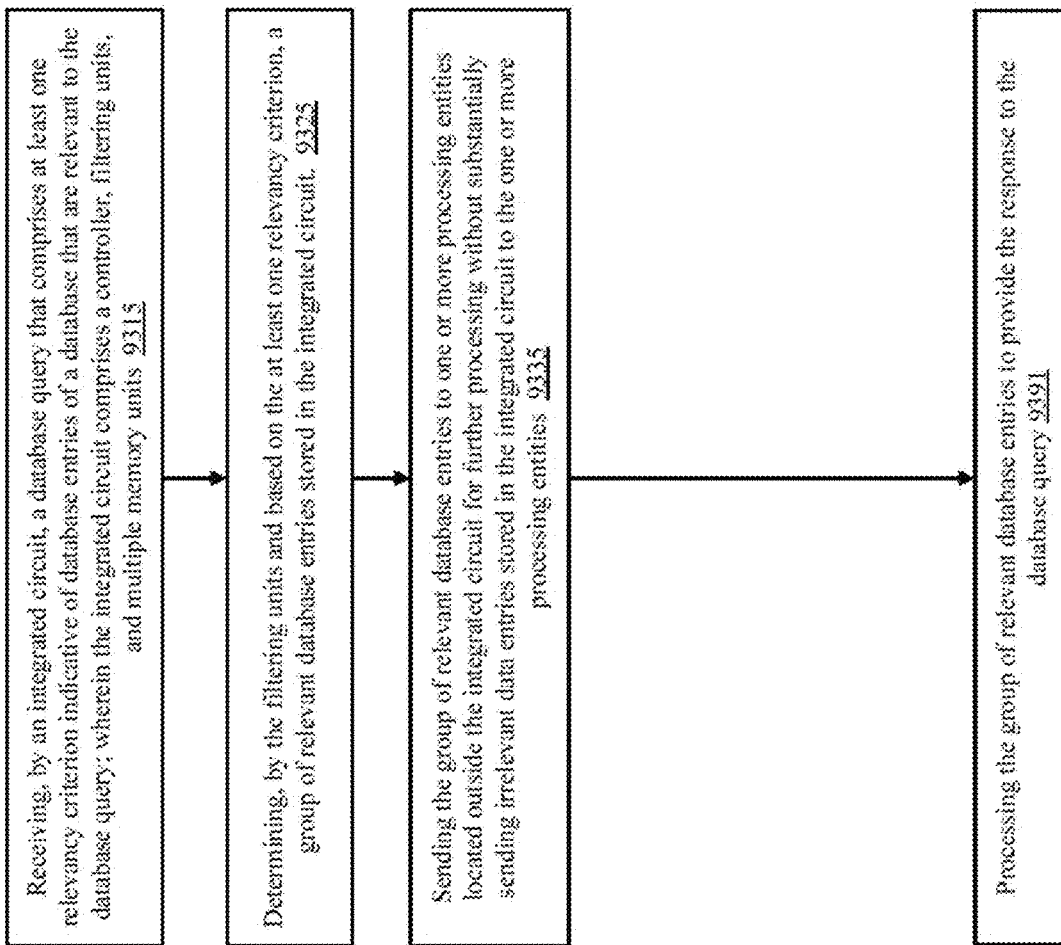 Receiving, by an integrated circuit, a database query that comprises at least one
relevancy criterion indicative of database entries of a database that are relevant to the
database query; wherein the integrated circuit comprises a controller, filtering units,
and multiple memory units 9315
Determining, by the filtering units and based on the at least one relevancy criterion, a
group of relevant database entries stored in the integrated circuit. 9325
Sending the group of relevant database entries to one or more processing entities
located outside the integrated circuit for further processing without substantially
sending irrelevant data entries stored in the integrated circuit to the one or more
processing entities 9335
Processing the group of relevant database entries to provide the response to the
database query 9391